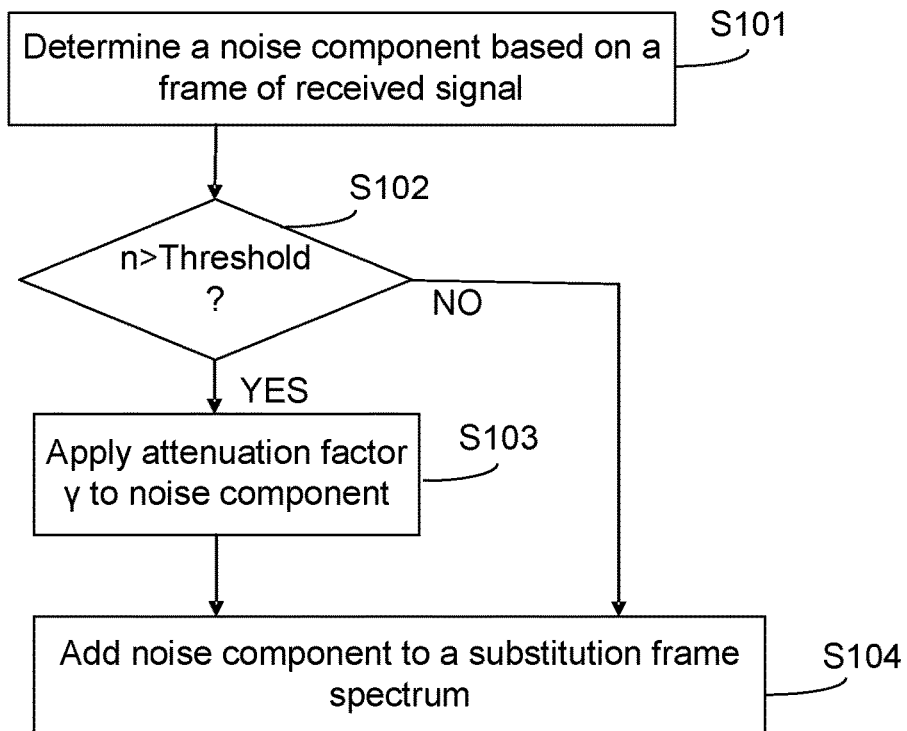 S101
Determine a noise component based on a
frame of received signal
S102
n>Threshold
?
NO
YES
S103
Apply attenuation factor
γ to noise component
Add noise component to a substitution frame
spectrum
S104